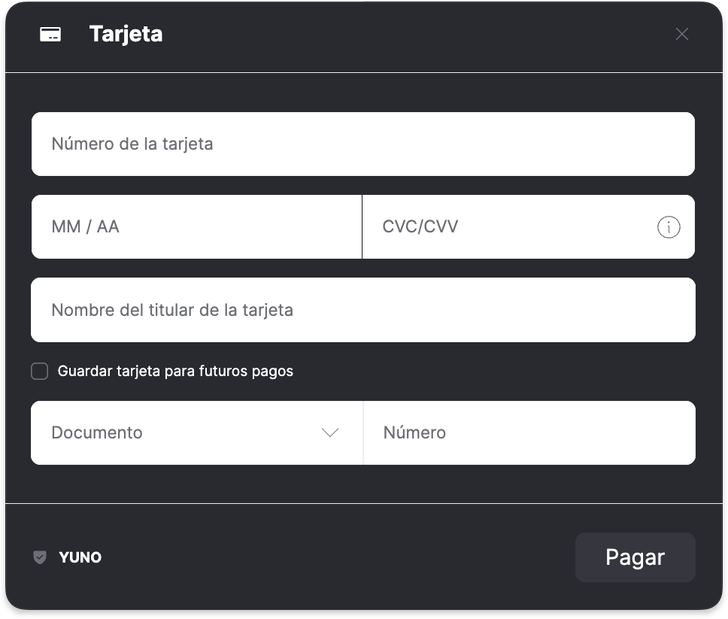 Tarjeta
Número de la tarjeta
MM / AA
CVC/CVV
Nombre del titular de la tarjeta
Guardar tarjeta para futuros pagos
Documento
Número
YUNO
Pagar